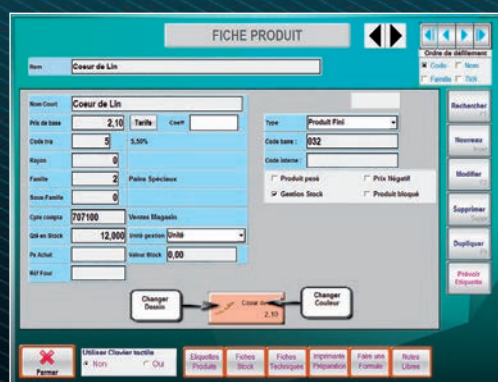 FICHE PRODUIT
Ordre de défilement
Code Nom
Famille Tick
Nom Coeur de Lin
Nom Court Coeur de Lin
Prix de base 2,10 Tarifs Coeff
Code tva 5 5,50%
Rayon 0
Famille 2 Pains Spéciaux
Sous-Famille 0
Cpte compta 707100 Ventes Magasin
Qté en Stock 12,000 Unité gestion Unité
Px Achat Valeur Stock 0,00
Réf Four
Type Produit Fini
Code barre : 032
Code interne :
Produit pesé Prix Négatif
Gestion Stock Produit bloqué
Rechercher
Nouveau
Modifier
Supprimer
Dupliquer
Prévoir
Etiquette
Changer
Dessin
Coeur de
2,10
Changer
Couleur
Fermer
Utiliser Clavier tactile
Non Oui
Etiquettes
Produits
Fiches
Stock
Fiches
Techniques
Imprimante
Préparation
Faire une
Formule
Notes
Libres